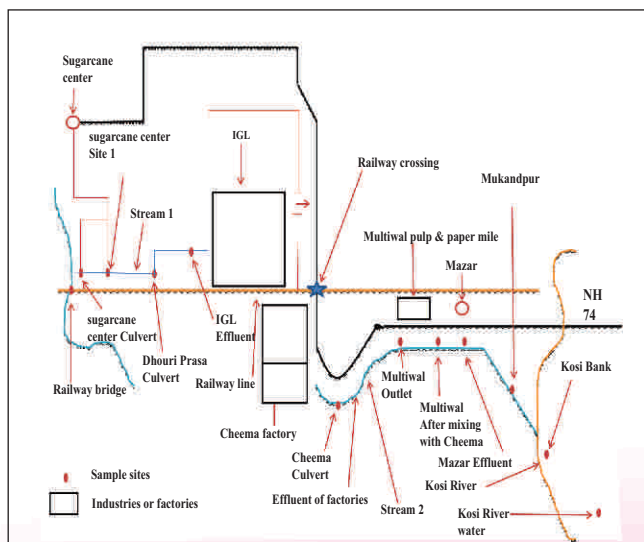 Sugarcane
center
sugarcane center
Site 1
IGL
Railway crossing
Mukandpur
Stream 1
Multiwal pulp & paper mile
Mazar
NH
74
sugarcane
center Culvert
IGL
Effluent
Dhouri Prasa
Culvert
Railway bridge
Railway line
Multiwal
Outlet
Kosi Bank
Multiwal
After mixing
with Cheema
Cheema factory
Cheema
Culvert
Mazar Effluent
Kosi River
Effluent of factories
Stream 2
Sample sites
Industries or factories
Kosi River
water